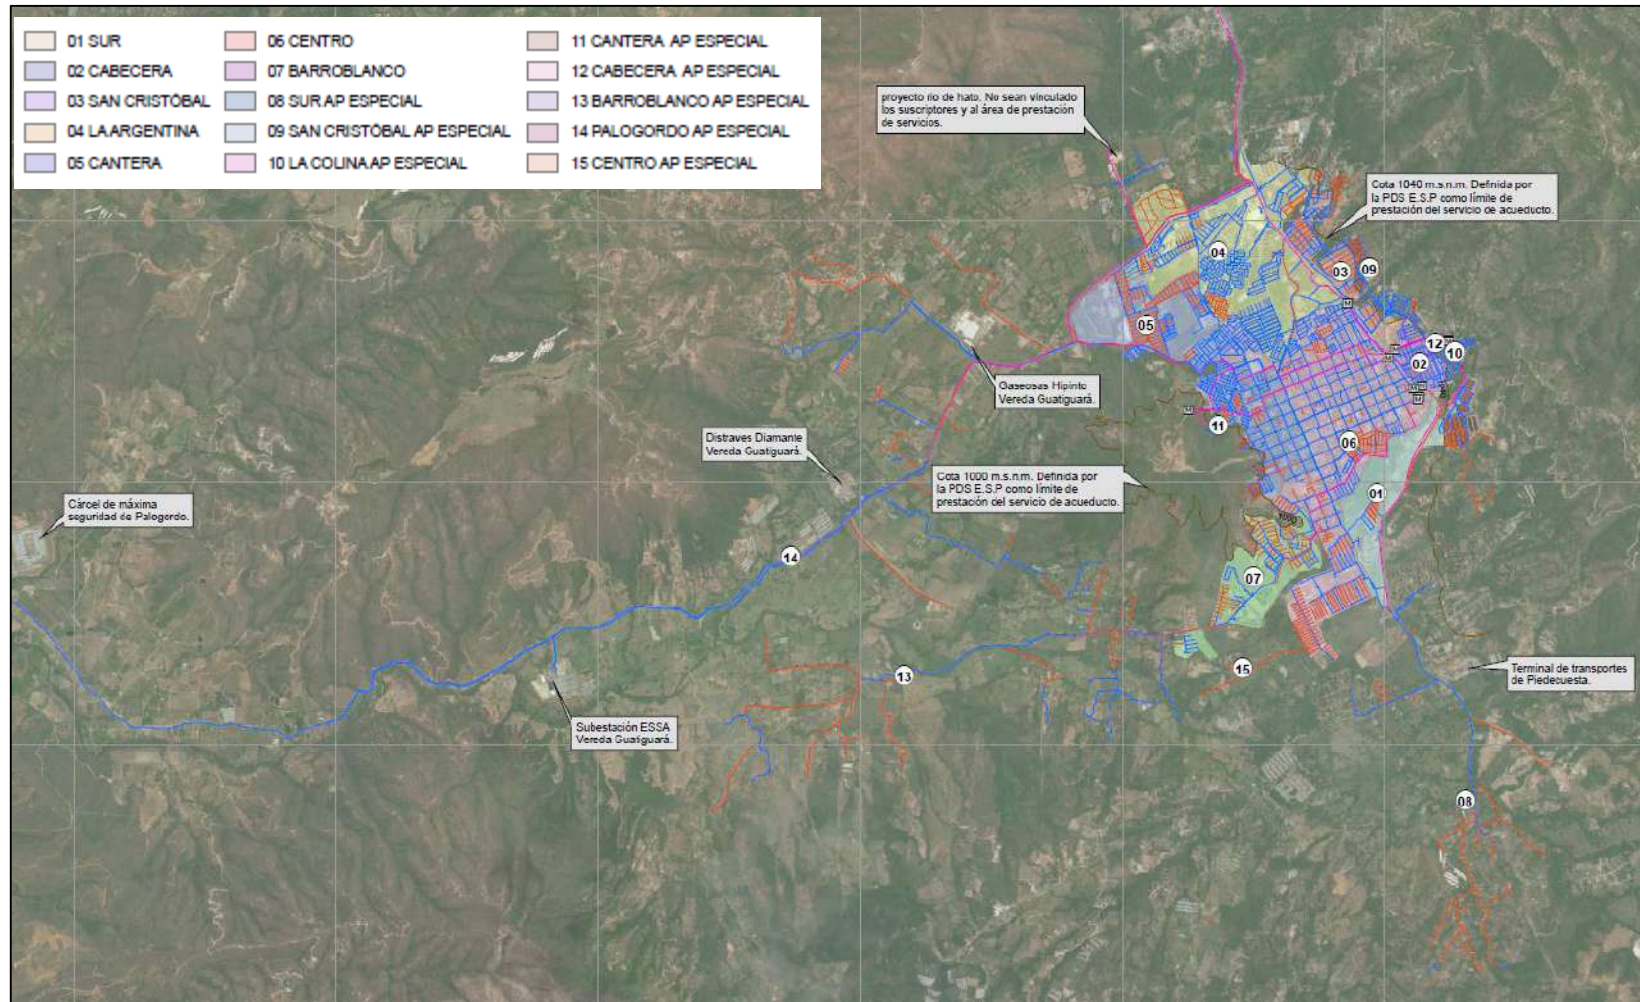 01 SUR
02 CABECERA
03 SAN CRISTÓBAL
04 LA ARGENTINA
05 CANTERA
06 CENTRO
07 BARROBLANCO
08 SUR AP ESPECIAL
09 SAN CRISTÓBAL AP ESPECIAL
10 LA COLINA AP ESPECIAL
11 CANTERA AP ESPECIAL
12 CABECERA AP ESPECIAL
13 BARROBLANCO AP ESPECIAL
14 PALOGORDO AP ESPECIAL
15 CENTRO AP ESPECIAL
proyecto rio de hato. No sean vinculado
los suscriptores y al área de prestación
de servicios.
Cota 1040 m.s.n.m. Definida por
la PDS E.S.P como límite de
prestación del servicio de acueducto.
04
03
09
05
12
10
02
Gaseosas Hipinto
Vereda Guatiguará.
11
06
Distraves Diamante
Vereda Guatiguará.
Cota 1000 m.s.n.m. Definida por
la PDS E.S.P como límite de
prestación del servicio de acueducto.
01
Cárcel de máxima
seguridad de Palogordo.
1000
14
07
15
13
Terminal de transportes
de Piedecuesta.
Subestación ESSA
Vereda Guatiguará.
08
M
M
M
M
M
M
M
M